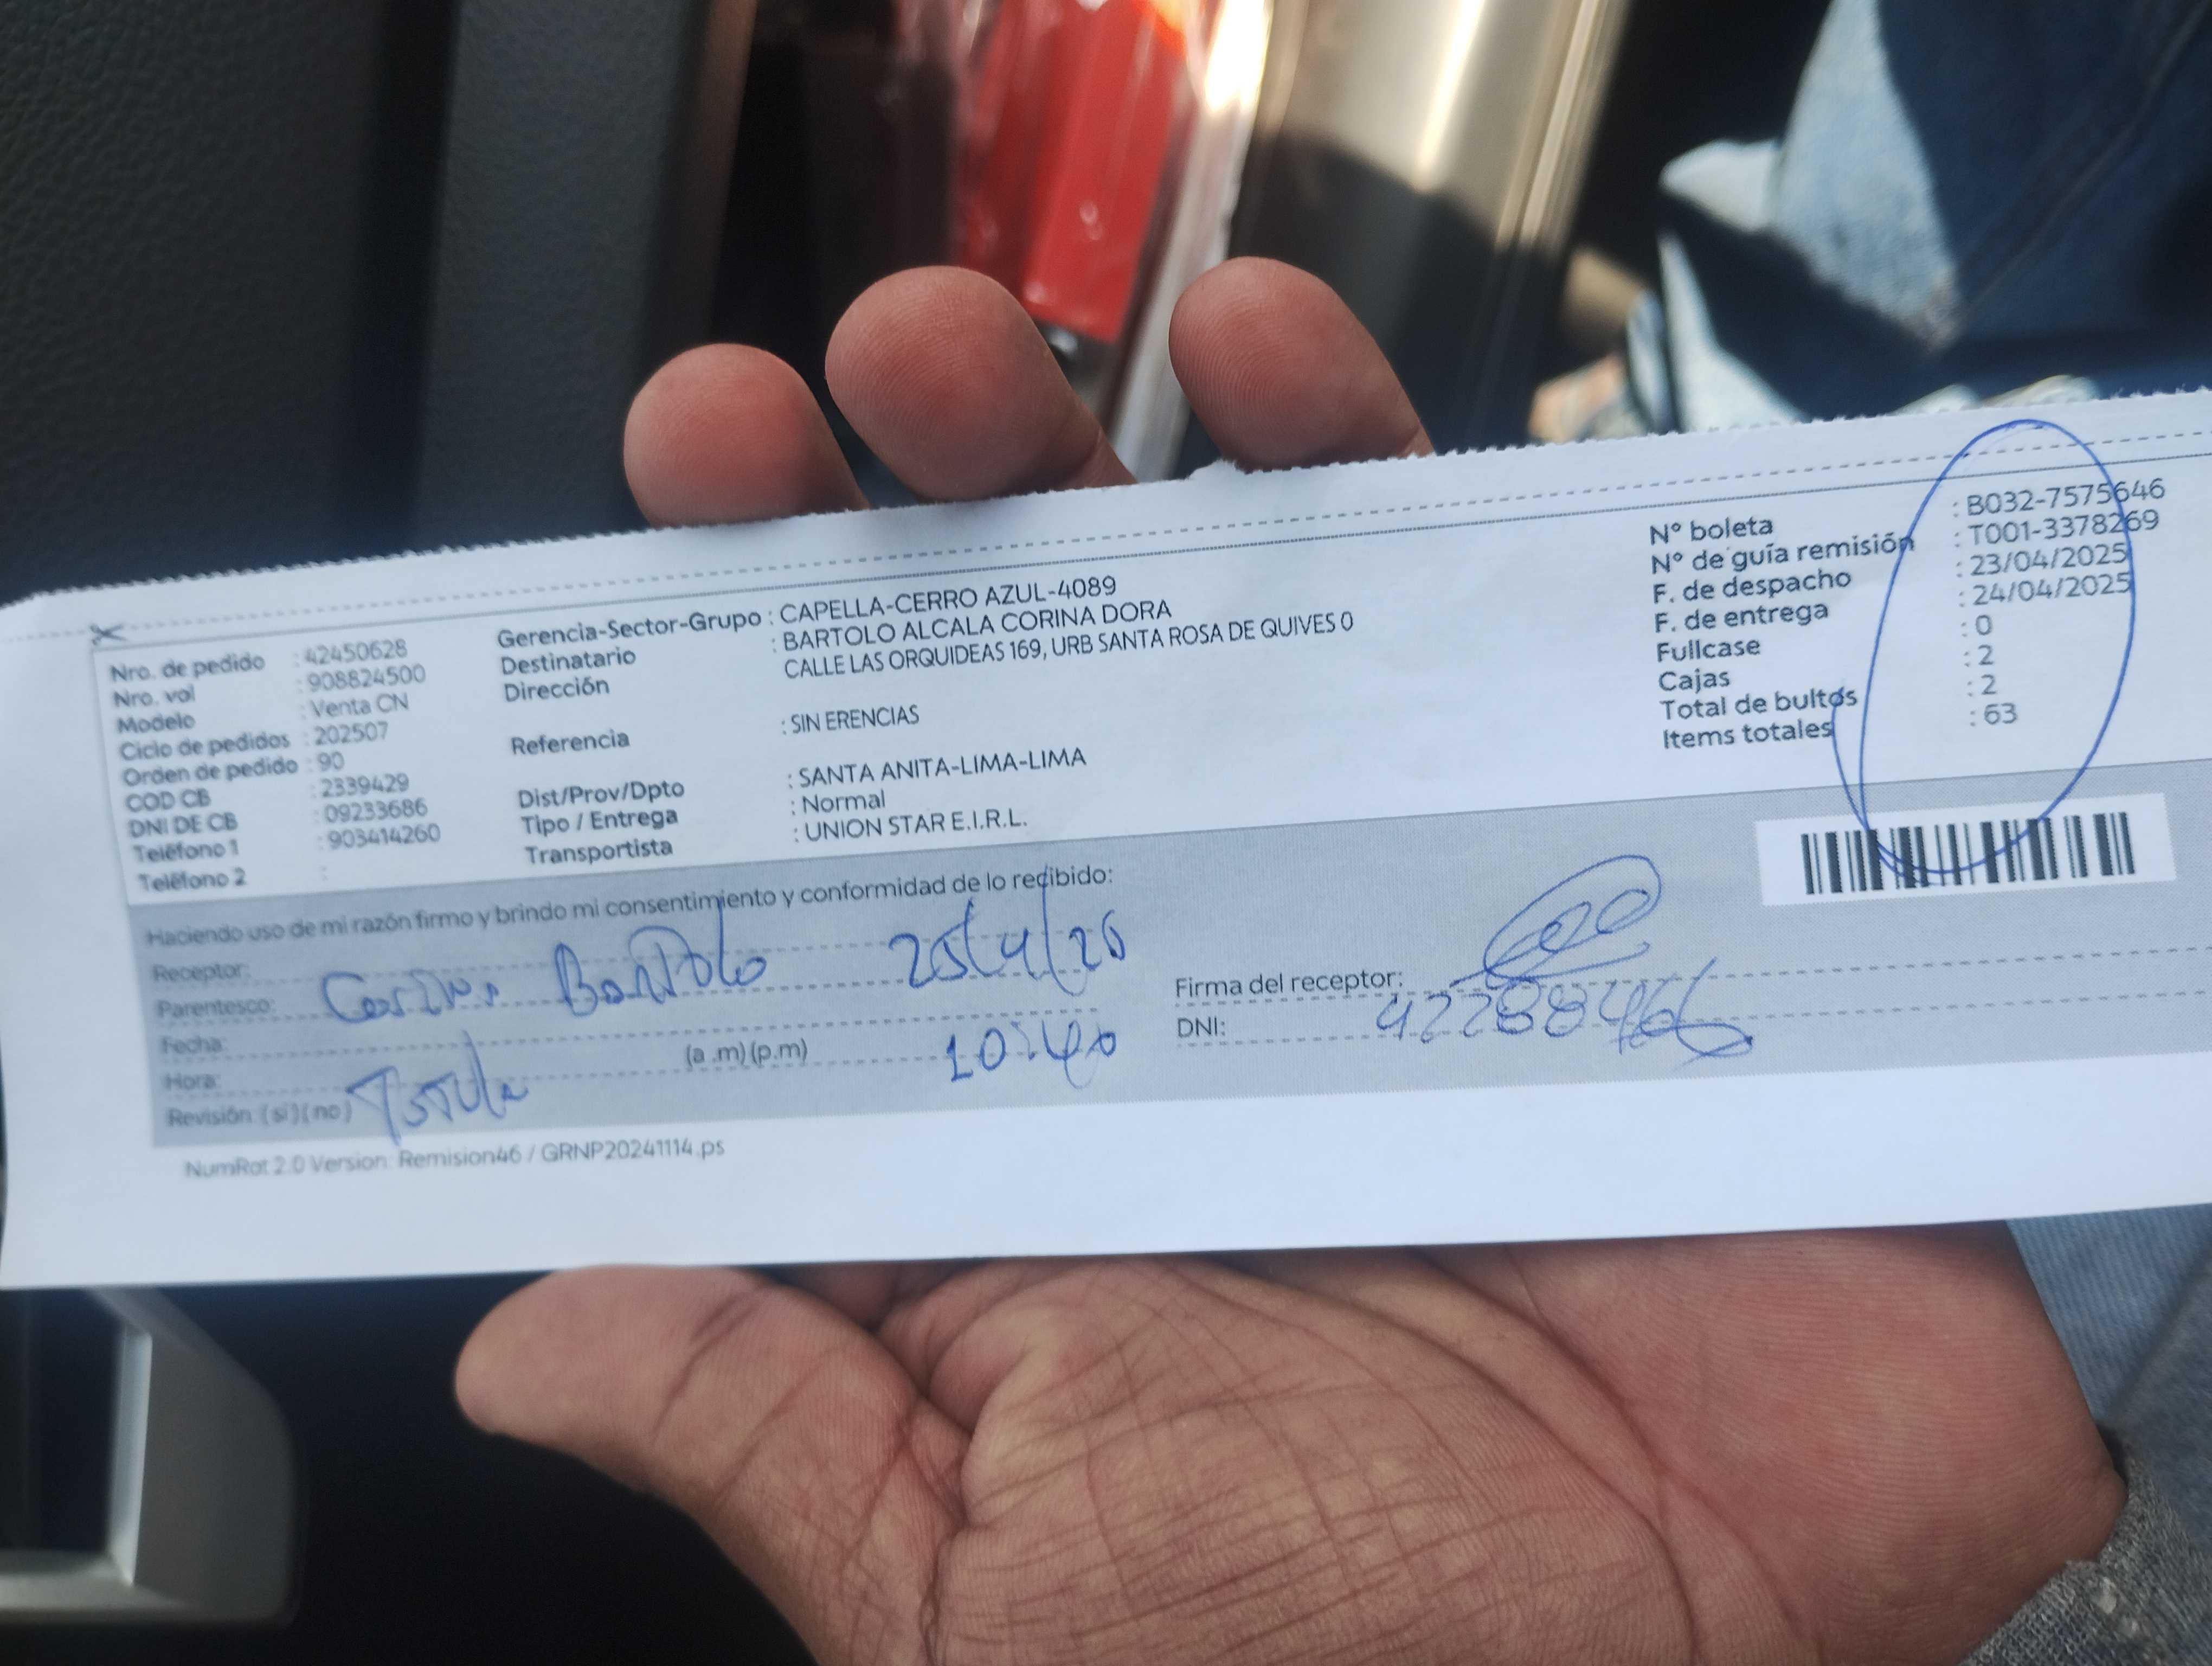 Nro. de pedido : 42450628
Nro. vol : 908824500
Modelo : Venta CN
Ciclo de pedidos : 202507
Orden de pedido : 90
COD CB : 2339429
DNI DE CB : 09233686
Teléfono 1 : 903414260
Teléfono 2 :
Gerencia-Sector-Grupo : CAPELLA-CERRO AZUL-4089
Destinatario : BARTOLO ALCALA CORINA DORA
Dirección CALLE LAS ORQUIDEAS 169, URB SANTA ROSA DE QUIVES 0
Referencia : SIN ERENCIAS
Dist/Prov/Dpto : SANTA ANITA-LIMA-LIMA
Tipo / Entrega : Normal
Transportista : UNION STAR E.I.R.L.
N° boleta : B032-7575646
N° de guía remisión : T001-3378269
F. de despacho : 23/04/2025
F. de entrega : 24/04/2025
Fullcase : 0
Cajas : 2
Total de bultos : 2
Items totales : 63
Haciendo uso de mi razón firmo y brindo mi consentimiento y conformidad de lo recibido:
Receptor:
Parentesco: Bartolo
Fecha:
Hora: (a .m) (p.m) 10:40
Revisión: (si) (no)
Firma del receptor:
DNI:
NumRot 2.0 Version: Remision46 / GRNP20241114.ps